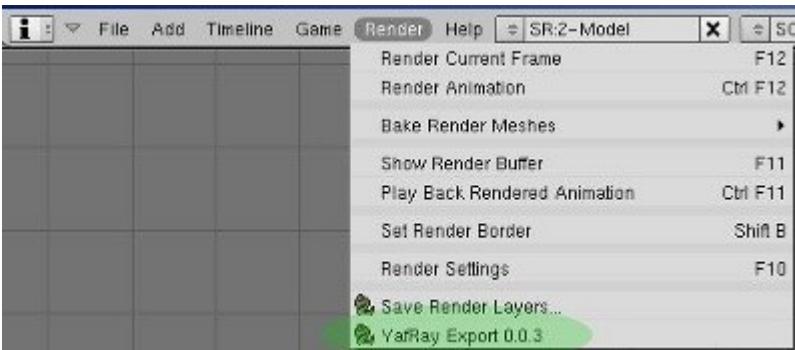 i File Add Timeline Game Render Help SR:2-Model X SC
Render Current Frame F12
Render Animation Ctrl F12
Bake Render Meshes
Show Render Buffer F11
Play Back Rendered Animation Ctrl F11
Set Render Border Shift B
Render Settings F10
Save Render Layers...
YafRay Export 0.0.3